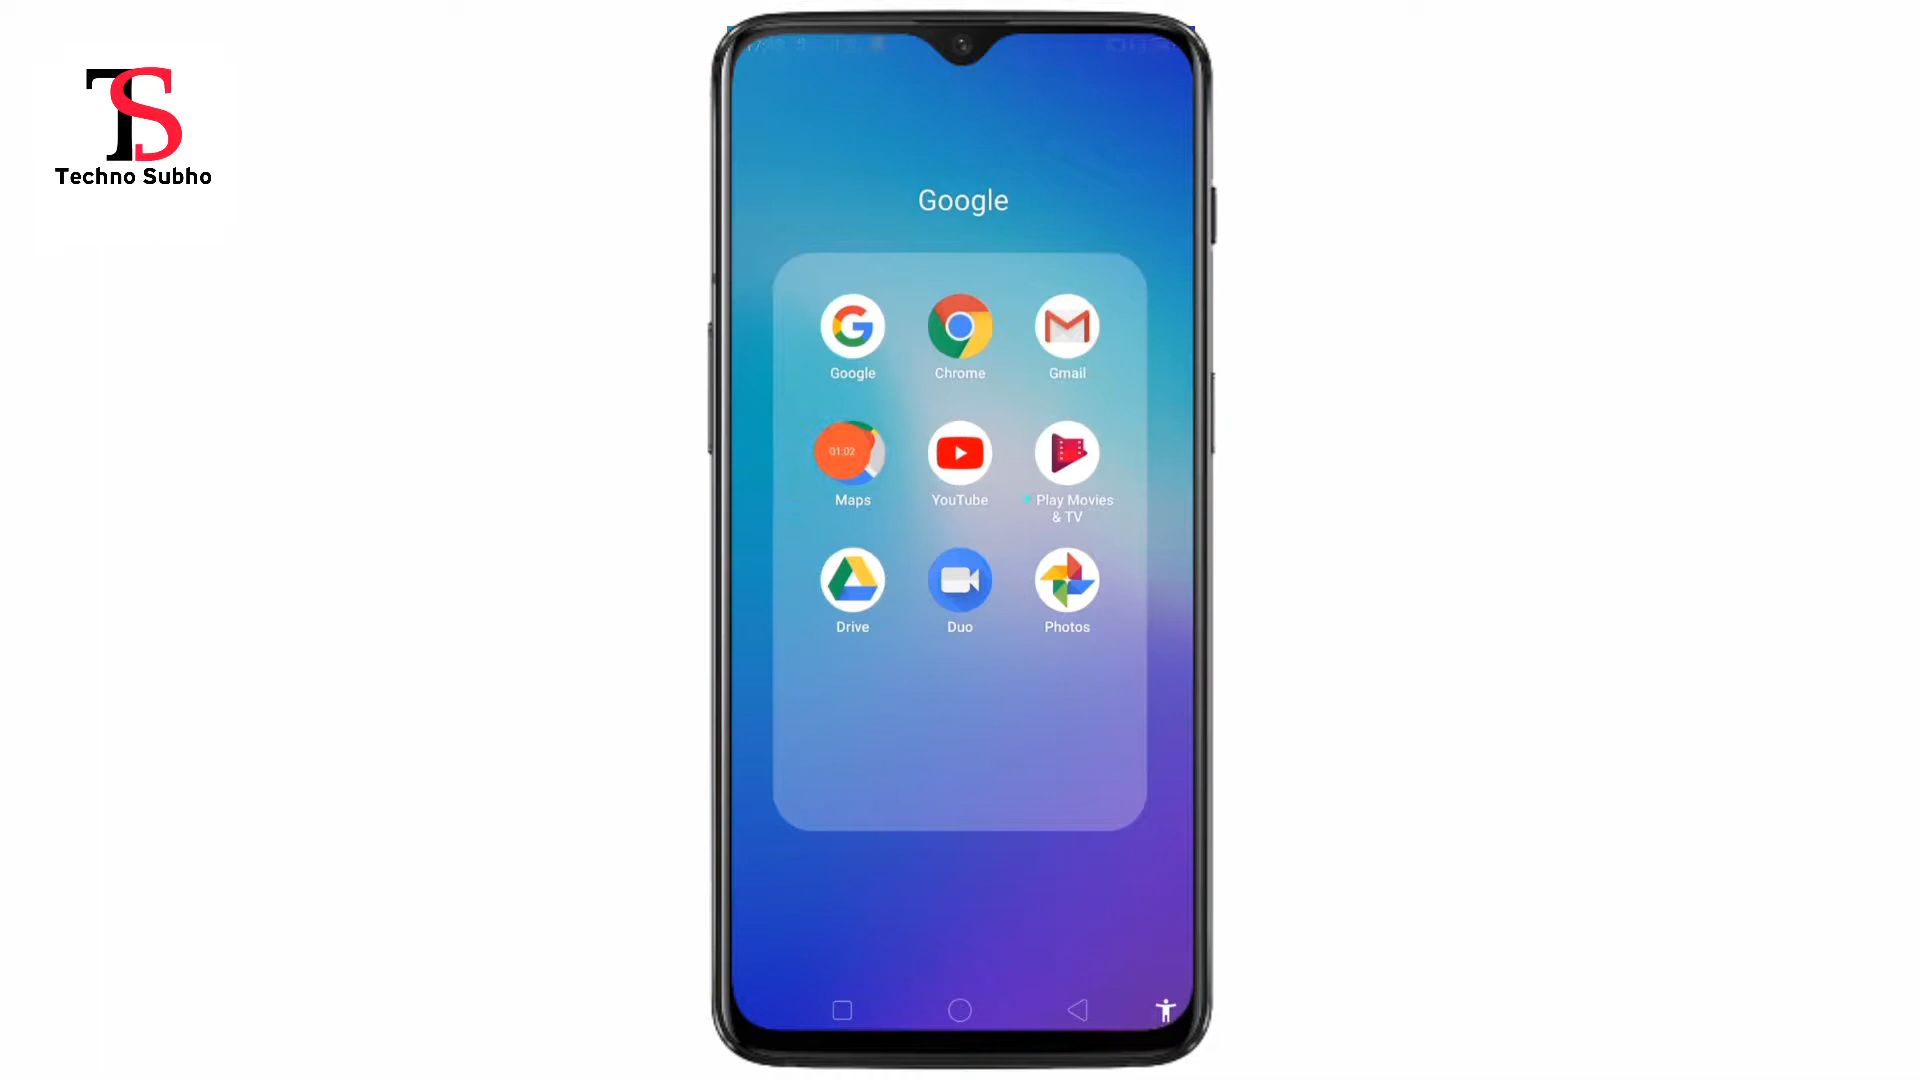 TS
Techno Subho
Google
Google
Chrome
Gmail
01:02
Maps
YouTube
Play Movies
& TV
Drive
Duo
Photos